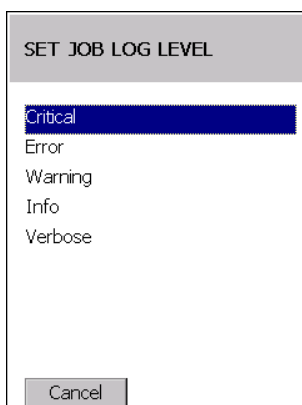 SET JOB LOG LEVEL
Critical
Error
Warning
Info
Verbose
Cancel